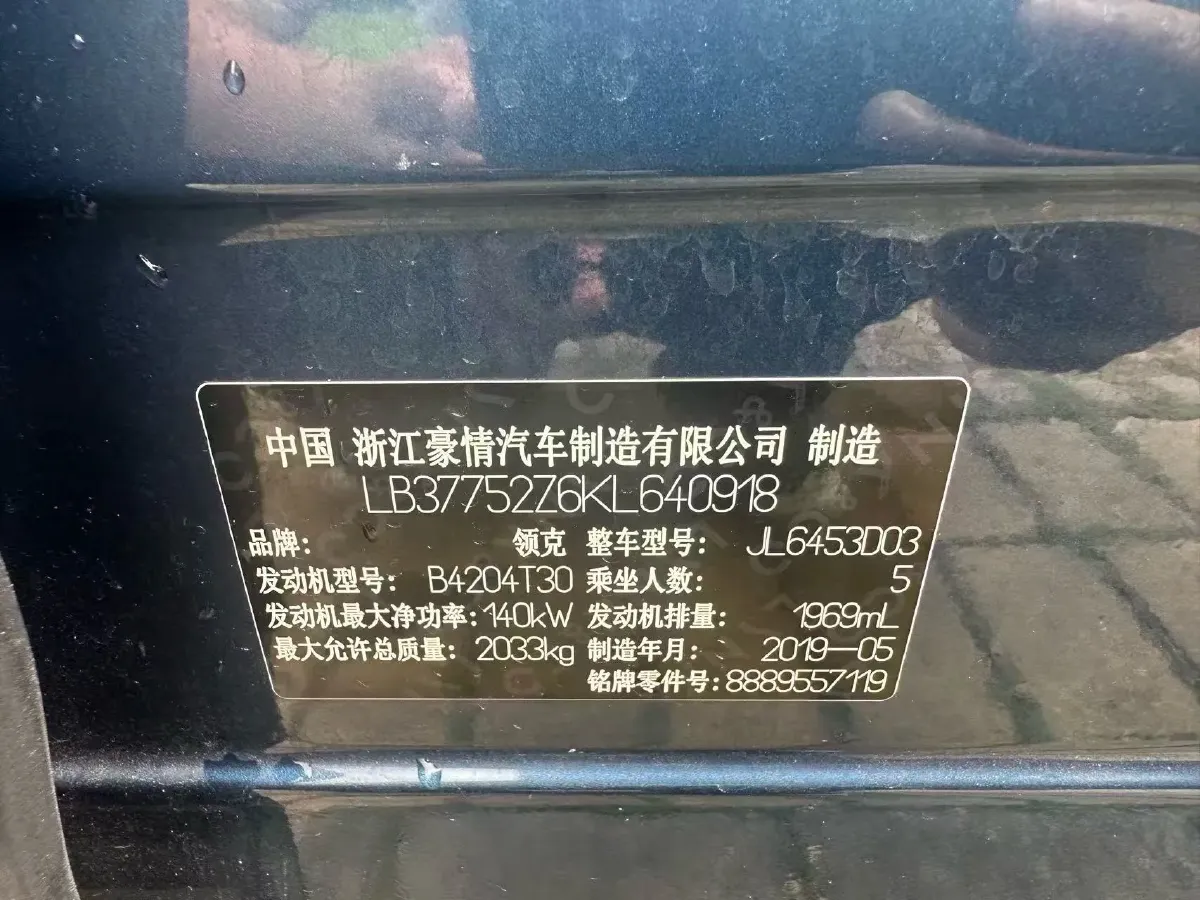 中国 浙江豪情汽车制造有限公司 制造
LB37752Z6KL640918
品牌: 领克 整车型号: JL6453D03
发动机型号: B4204T30 乘坐人数: 5
发动机最大净功率: 140kW 发动机排量: 1969mL
最大允许总质量: 2033kg 制造年月: 2019-05
铭牌零件号: 8889557119